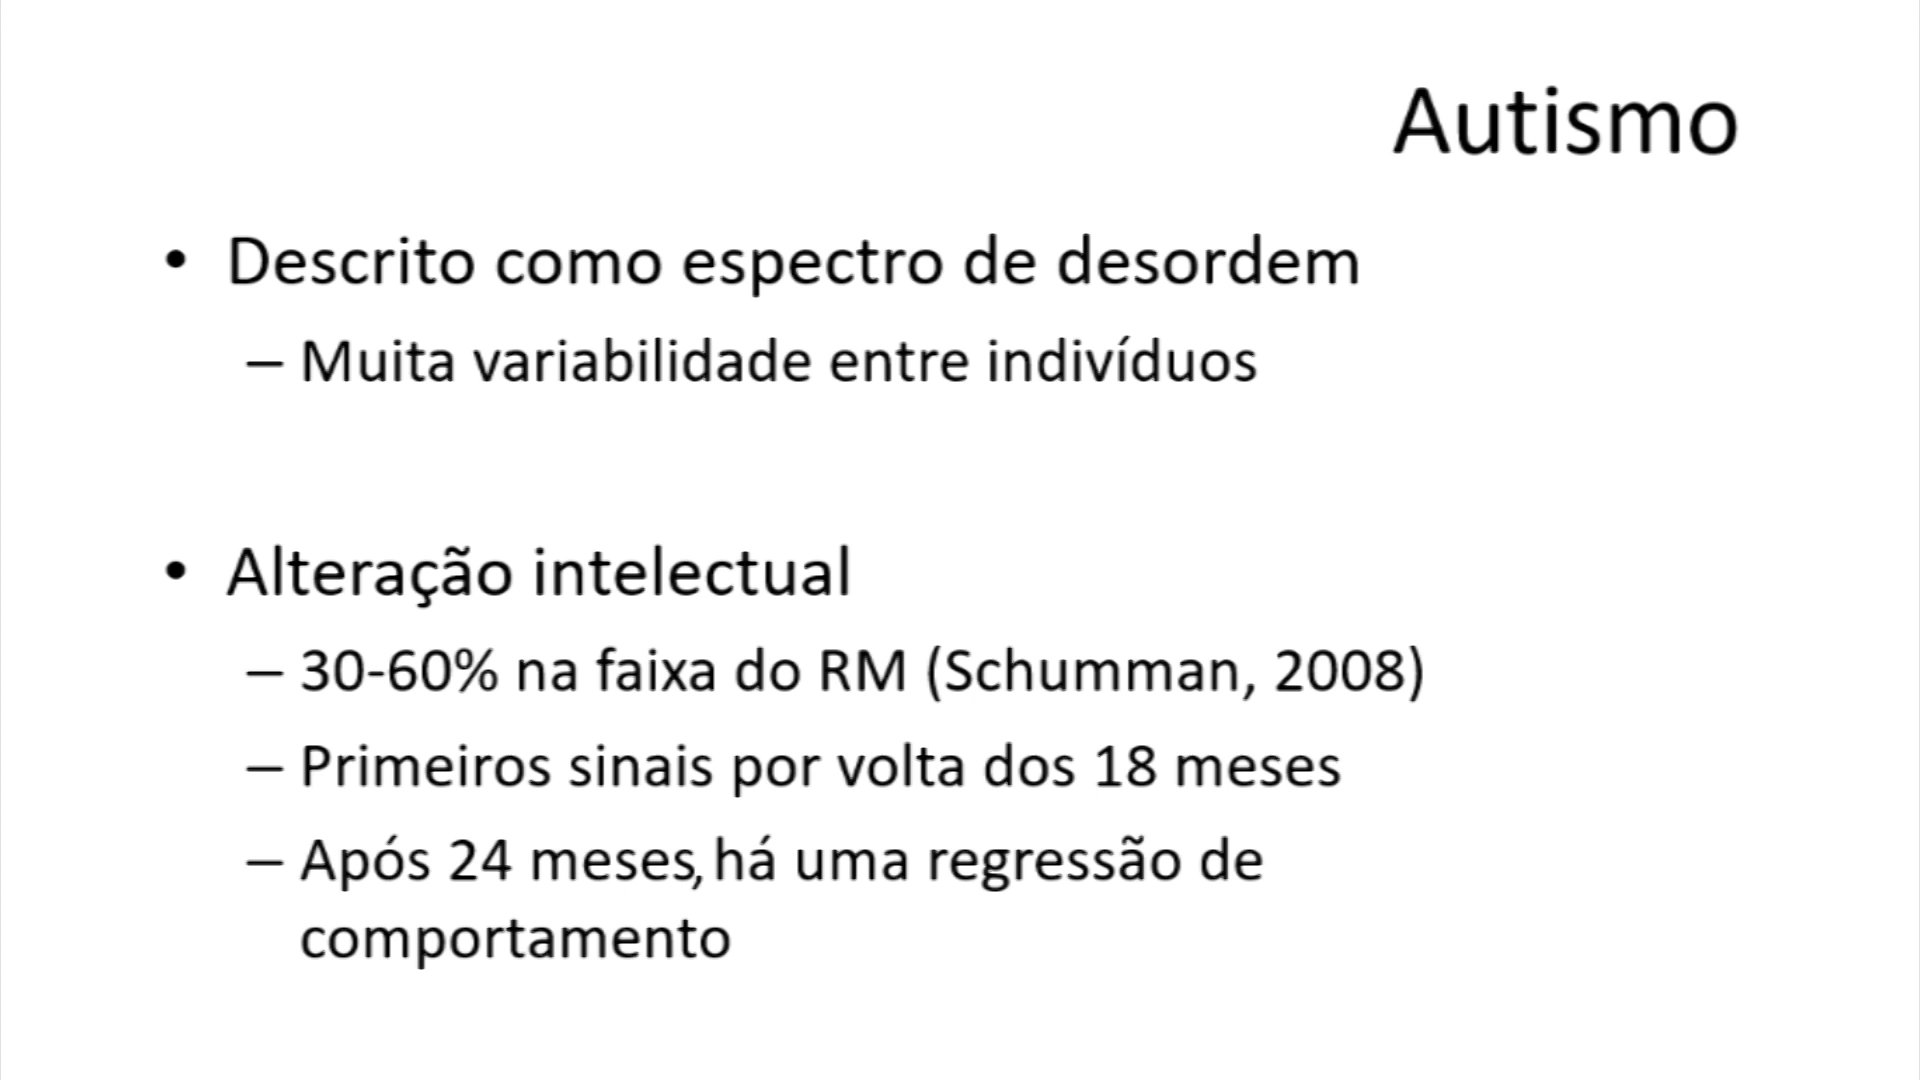 Autismo
• Descrito como espectro de desordem
– Muita variabilidade entre indivíduos
• Alteração intelectual
– 30-60% na faixa do RM (Schumman, 2008)
– Primeiros sinais por volta dos 18 meses
– Após 24 meses, há uma regressão de
comportamento